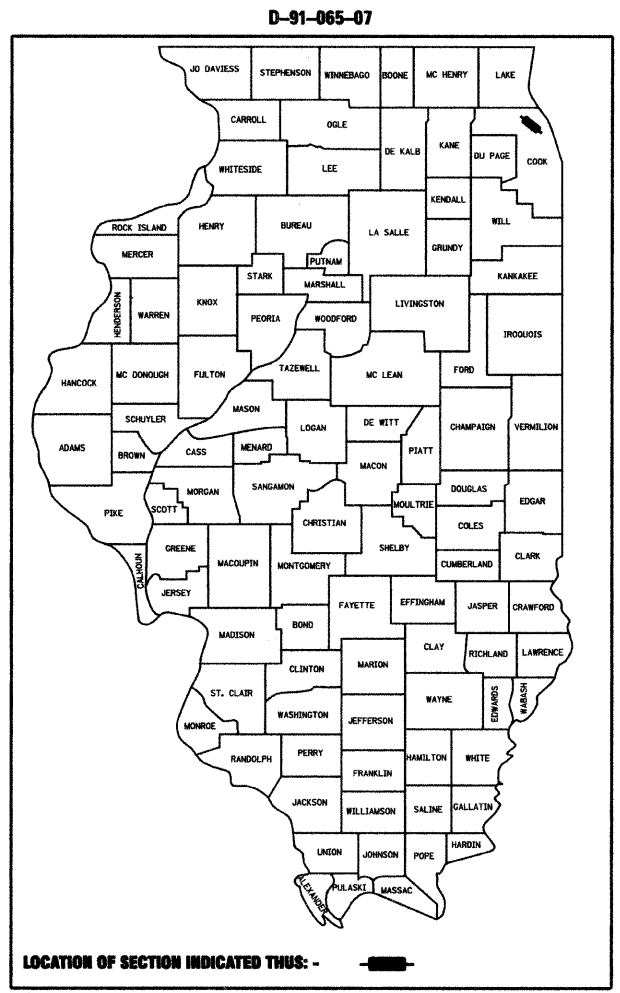 D-91-065-07
JO DAVIESS STEPHENSON WINNEBAGO BOONE MC HENRY LAKE
CARROLL OGLE DE KALB KANE DU PAGE COOK
WHITESIDE LEE
KENDALL
ROCK ISLAND HENRY BUREAU LA SALLE GRUNDY WILL
MERCER PUTNAM
STARK MARSHALL KANKAKEE
HENDERSON WARREN KNOX PEORIA WOODFORD LIVINGSTON IROQUOIS
HANCOCK MC DONOUGH FULTON TAZEWELL MC LEAN FORD
MASON
SCHUYLER LOGAN DE WITT CHAMPAIGN VERMILION
ADAMS BROWN CASS MENARD PIATT
MACON
MORGAN SANGAMON DOUGLAS EDGAR
PIKE SCOTT MOULTRIE
CHRISTIAN COLES
GREENE SHELBY CLARK
CALHOUN MACOUPIN MONTGOMERY CUMBERLAND
JERSEY FAYETTE EFFINGHAM JASPER CRAWFORD
MADISON BOND
CLAY RICHLAND LAWRENCE
CLINTON MARION
ST. CLAIR WAYNE EDWARDS WABASH
WASHINGTON JEFFERSON
MONROE
RANDOLPH PERRY HAMILTON WHITE
FRANKLIN
JACKSON WILLIAMSON SALINE GALLATIN
UNION JOHNSON POPE HARDIN
ALEXANDER PULASKI MASSAC
LOCATION OF SECTION INDICATED THUS: -